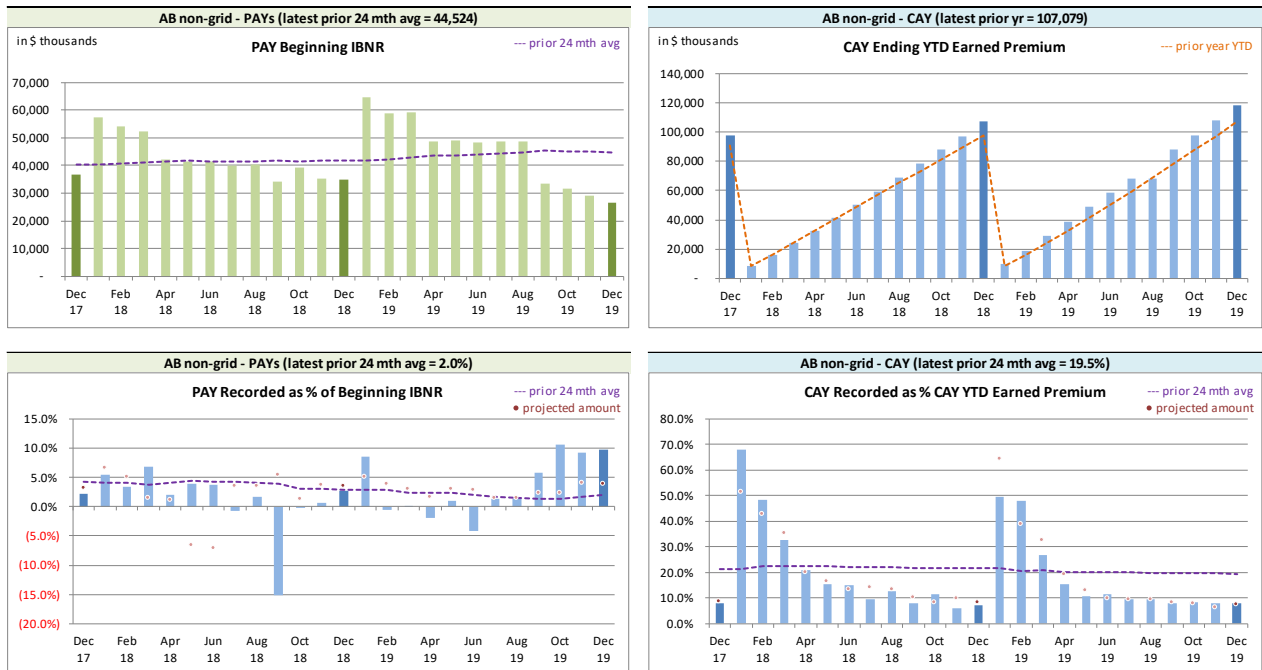 AB non-grid - PAYs (latest prior 24 mth avg = 44,524)
in $ thousands
PAY Beginning IBNR
--- prior 24 mth avg
70,000
60,000
50,000
40,000
30,000
20,000
10,000
-
Dec Feb Apr Jun Aug Oct Dec Feb Apr Jun Aug Oct Dec
17 18 18 18 18 18 18 19 19 19 19 19 19
AB non-grid - CAY (latest prior yr = 107,079)
in $ thousands
CAY Ending YTD Earned Premium
--- prior year YTD
140,000
120,000
100,000
80,000
60,000
40,000
20,000
-
Dec Feb Apr Jun Aug Oct Dec Feb Apr Jun Aug Oct Dec
17 18 18 18 18 18 18 19 19 19 19 19 19
AB non-grid - PAYs (latest prior 24 mth avg = 2.0%)
PAY Recorded as % of Beginning IBNR
--- prior 24 mth avg
• projected amount
15.0%
10.0%
5.0%
0.0%
(5.0%)
(10.0%)
(15.0%)
(20.0%)
Dec Feb Apr Jun Aug Oct Dec Feb Apr Jun Aug Oct Dec
17 18 18 18 18 18 18 19 19 19 19 19 19
AB non-grid - CAY (latest prior 24 mth avg = 19.5%)
CAY Recorded as % CAY YTD Earned Premium
--- prior 24 mth avg
• projected amount
80.0%
70.0%
60.0%
50.0%
40.0%
30.0%
20.0%
10.0%
0.0%
Dec Feb Apr Jun Aug Oct Dec Feb Apr Jun Aug Oct Dec
17 18 18 18 18 18 18 19 19 19 19 19 19